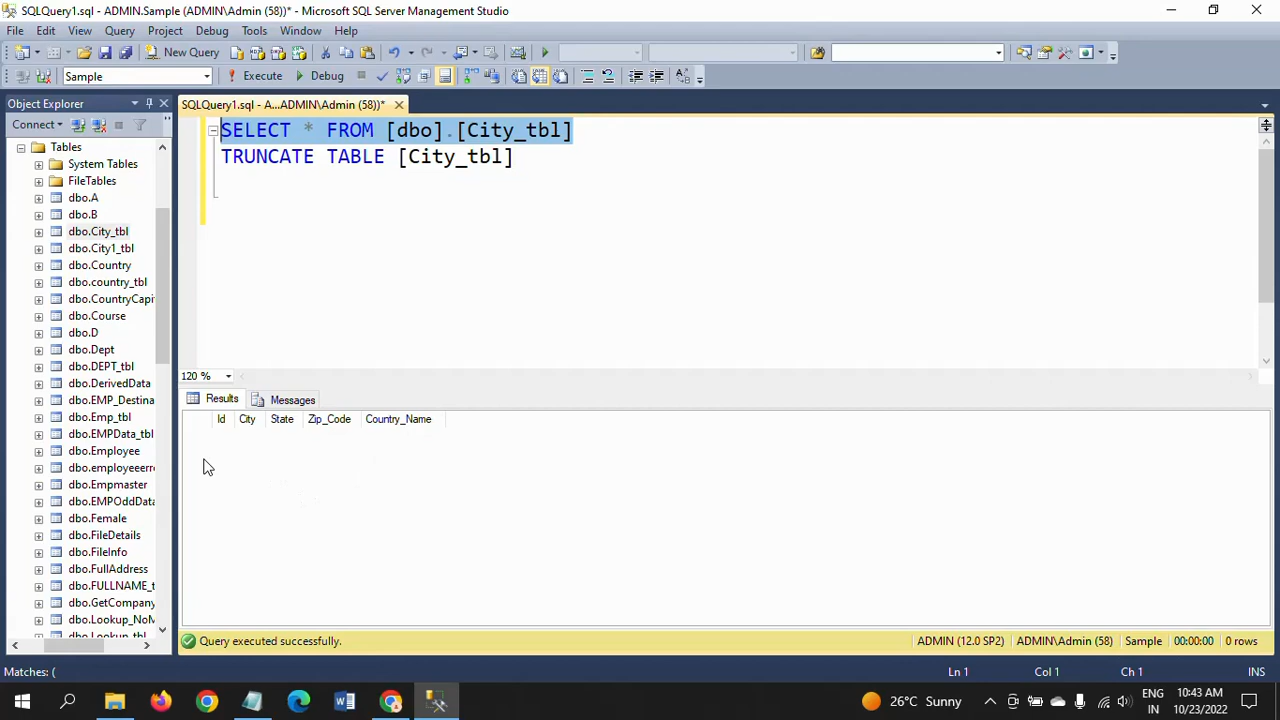 SQLQuery1.sql - ADMIN.Sample (ADMIN\Admin (58))* - Microsoft SQL Server Management Studio
File Edit View Query Project Debug Tools Window Help
New Query
Sample Execute Debug
Object Explorer
Connect
Tables
System Tables
FileTables
dbo.A
dbo.B
dbo.City_tbl
dbo.City1_tbl
dbo.Country
dbo.country_tbl
dbo.CountryCapi
dbo.Course
dbo.D
dbo.Dept
dbo.DEPT_tbl
dbo.DerivedData
dbo.EMP_Destina
dbo.Emp_tbl
dbo.EMPData_tbl
dbo.Employee
dbo.employeeerr
dbo.Empmaster
dbo.EMPOddData
dbo.Female
dbo.FileDetails
dbo.FileInfo
dbo.FullAddress
dbo.FULLNAME_t
dbo.GetCompany
dbo.Lookup_NoM
dbo.Lookup_tbl
SQLQuery1.sql - A...ADMIN\Admin (58))*
SELECT * FROM [dbo].[City_tbl]
TRUNCATE TABLE [City_tbl]
120 %
Results Messages
Id City State Zip_Code Country_Name
Query executed successfully. ADMIN (12.0 SP2) ADMIN\Admin (58) Sample 00:00:00 0 rows
Matches: ( Ln 1 Col 1 Ch 1 INS
26°C Sunny
ENG
IN
10:43 AM
10/23/2022